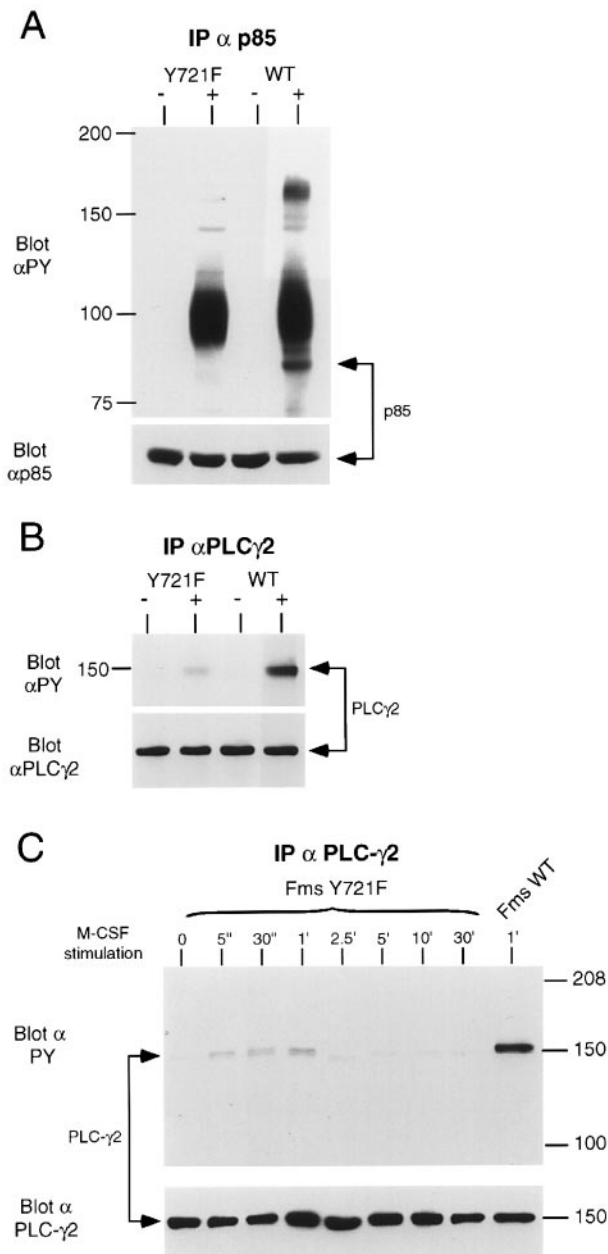 A
IP α p85
Y721F WT
- + - +
200
150
Blot
αPY
100
75
p85
Blot
αp85
B
IP αPLCγ2
Y721F WT
- + - +
Blot
αPY
150
PLCγ2
Blot
αPLCγ2
C
IP α PLC-γ2
Fms Y721F
Fms WT
M-CSF
stimulation
0 5" 30" 1' 2.5' 5' 10' 30' 1'
208
Blot α
PY
150
PLC-γ2
100
Blot α
PLC-γ2
150